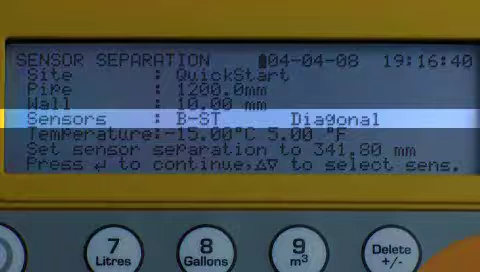 SENSOR SEPARATION 04-04-08 19:16:40
Site : QuickStart
Pipe : 1200.0mm
Wall : 10.00 mm
Sensors : B-ST Diagonal
Temperature:-15.00°C 5.00 °F
Set sensor separation to 341.80 mm
Press ↵ to continue,△▽ to select sens.
7 Litres
8 Gallons
9 m³
Delete +/-